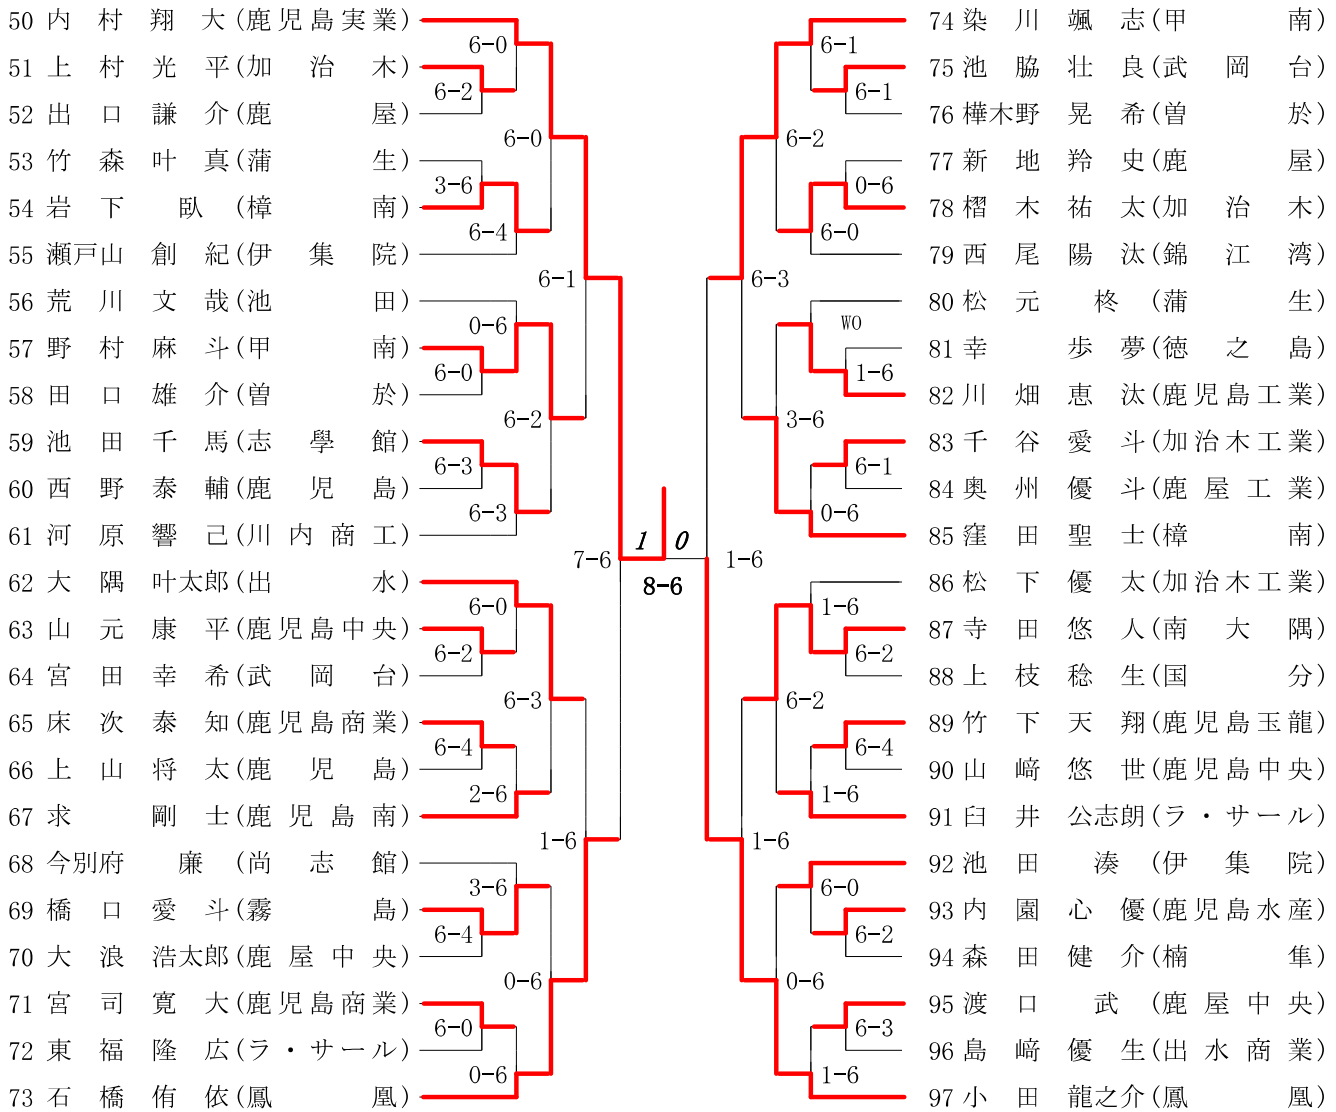 50 内村翔大(鹿児島実業)
51 上村光平(加治木)
52 出口謙介(鹿屋)
53 竹森叶真(蒲生)
54 岩下臥(樟南)
55 瀬戸山創紀(伊集院)
56 荒川文哉(池田)
57 野村麻斗(甲南)
58 田口雄介(曽於)
59 池田千馬(志學館)
60 西野泰輔(鹿児島)
61 河原響己(川内商工)
62 大隅叶太郎(出水)
63 山元康平(鹿児島中央)
64 宮田幸希(武岡台)
65 床次泰知(鹿児島商業)
66 上山将太(鹿児島)
67 求剛士(鹿児島南)
68 今別府廉(尚志館)
69 橋口愛斗(霧島)
70 大浪浩太郎(鹿屋中央)
71 宮司寛大(鹿児島商業)
72 東福隆広(ラ・サール)
73 石橋侑依(鳳凰)
6-0
6-2
6-0
3-6
6-4
6-1
0-6
6-0
6-2
6-3
6-3
7-6
6-0
6-2
6-3
6-4
2-6
1-6
3-6
6-4
0-6
6-0
0-6
1 0
8-6
6-1
6-1
6-2
0-6
6-0
6-3
WO
1-6
3-6
6-1
0-6
1-6
1-6
6-2
6-2
6-4
1-6
1-6
6-0
6-2
0-6
6-3
1-6
74 染川颯志(甲南)
75 池脇壮良(武岡台)
76 樺木野晃希(曽於)
77 新地羚史(鹿屋)
78 櫂木祐太(加治木)
79 西尾陽汰(錦江湾)
80 松元柊(蒲生)
81 幸歩夢(徳之島)
82 川畑恵汰(鹿児島工業)
83 千谷愛斗(加治木工業)
84 奥州優斗(鹿屋工業)
85 窪田聖士(樟南)
86 松下優太(加治木工業)
87 寺田悠人(南大隅)
88 上枝稔生(国分)
89 竹下天翔(鹿児島玉龍)
90 山﨑悠世(鹿児島中央)
91 臼井公志朗(ラ・サール)
92 池田湊(伊集院)
93 内園心優(鹿児島水産)
94 森田健介(楠隼)
95 渡口武(鹿屋中央)
96 島﨑優生(出水商業)
97 小田龍之介(鳳凰)